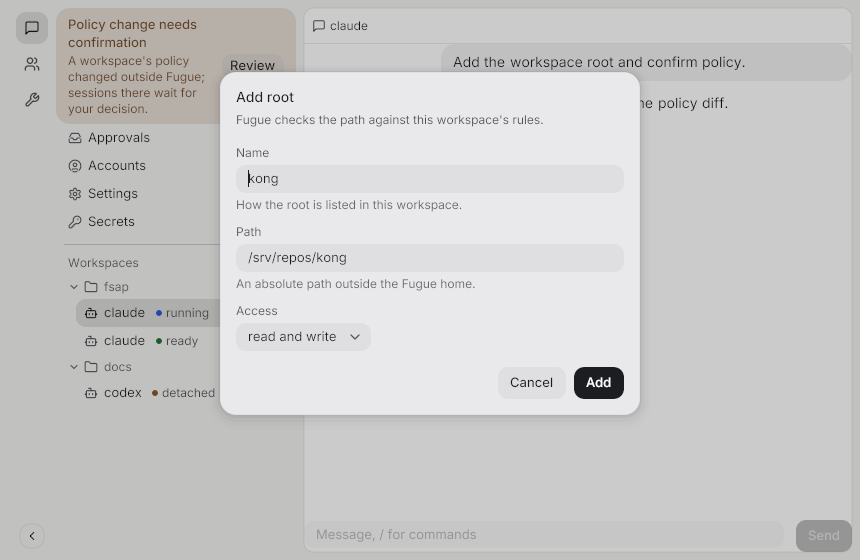 Policy change needs
confirmation
A workspace's policy
changed outside Fugue;
sessions there wait for
your decision.
Review
Approvals
Accounts
Settings
Secrets
Workspaces
fsap
claude running
claude ready
docs
codex detached
claude
Add the workspace root and confirm policy.
policy diff.
Add root
Fugue checks the path against this workspace's rules.
Name
kong
How the root is listed in this workspace.
Path
/srv/repos/kong
An absolute path outside the Fugue home.
Access
read and write
Cancel
Add
Message, / for commands
Send